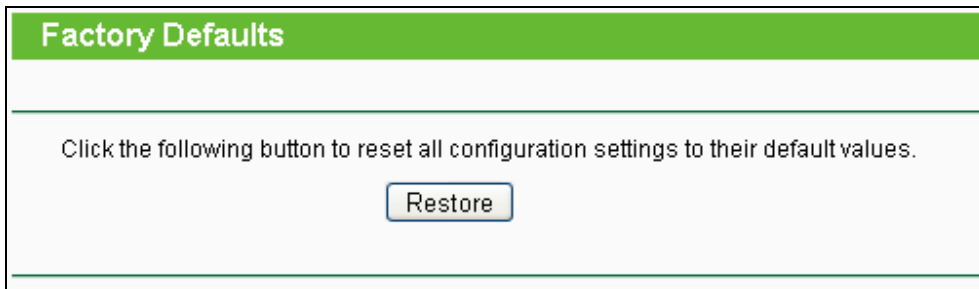 Factory Defaults
Click the following button to reset all configuration settings to their default values.
Restore